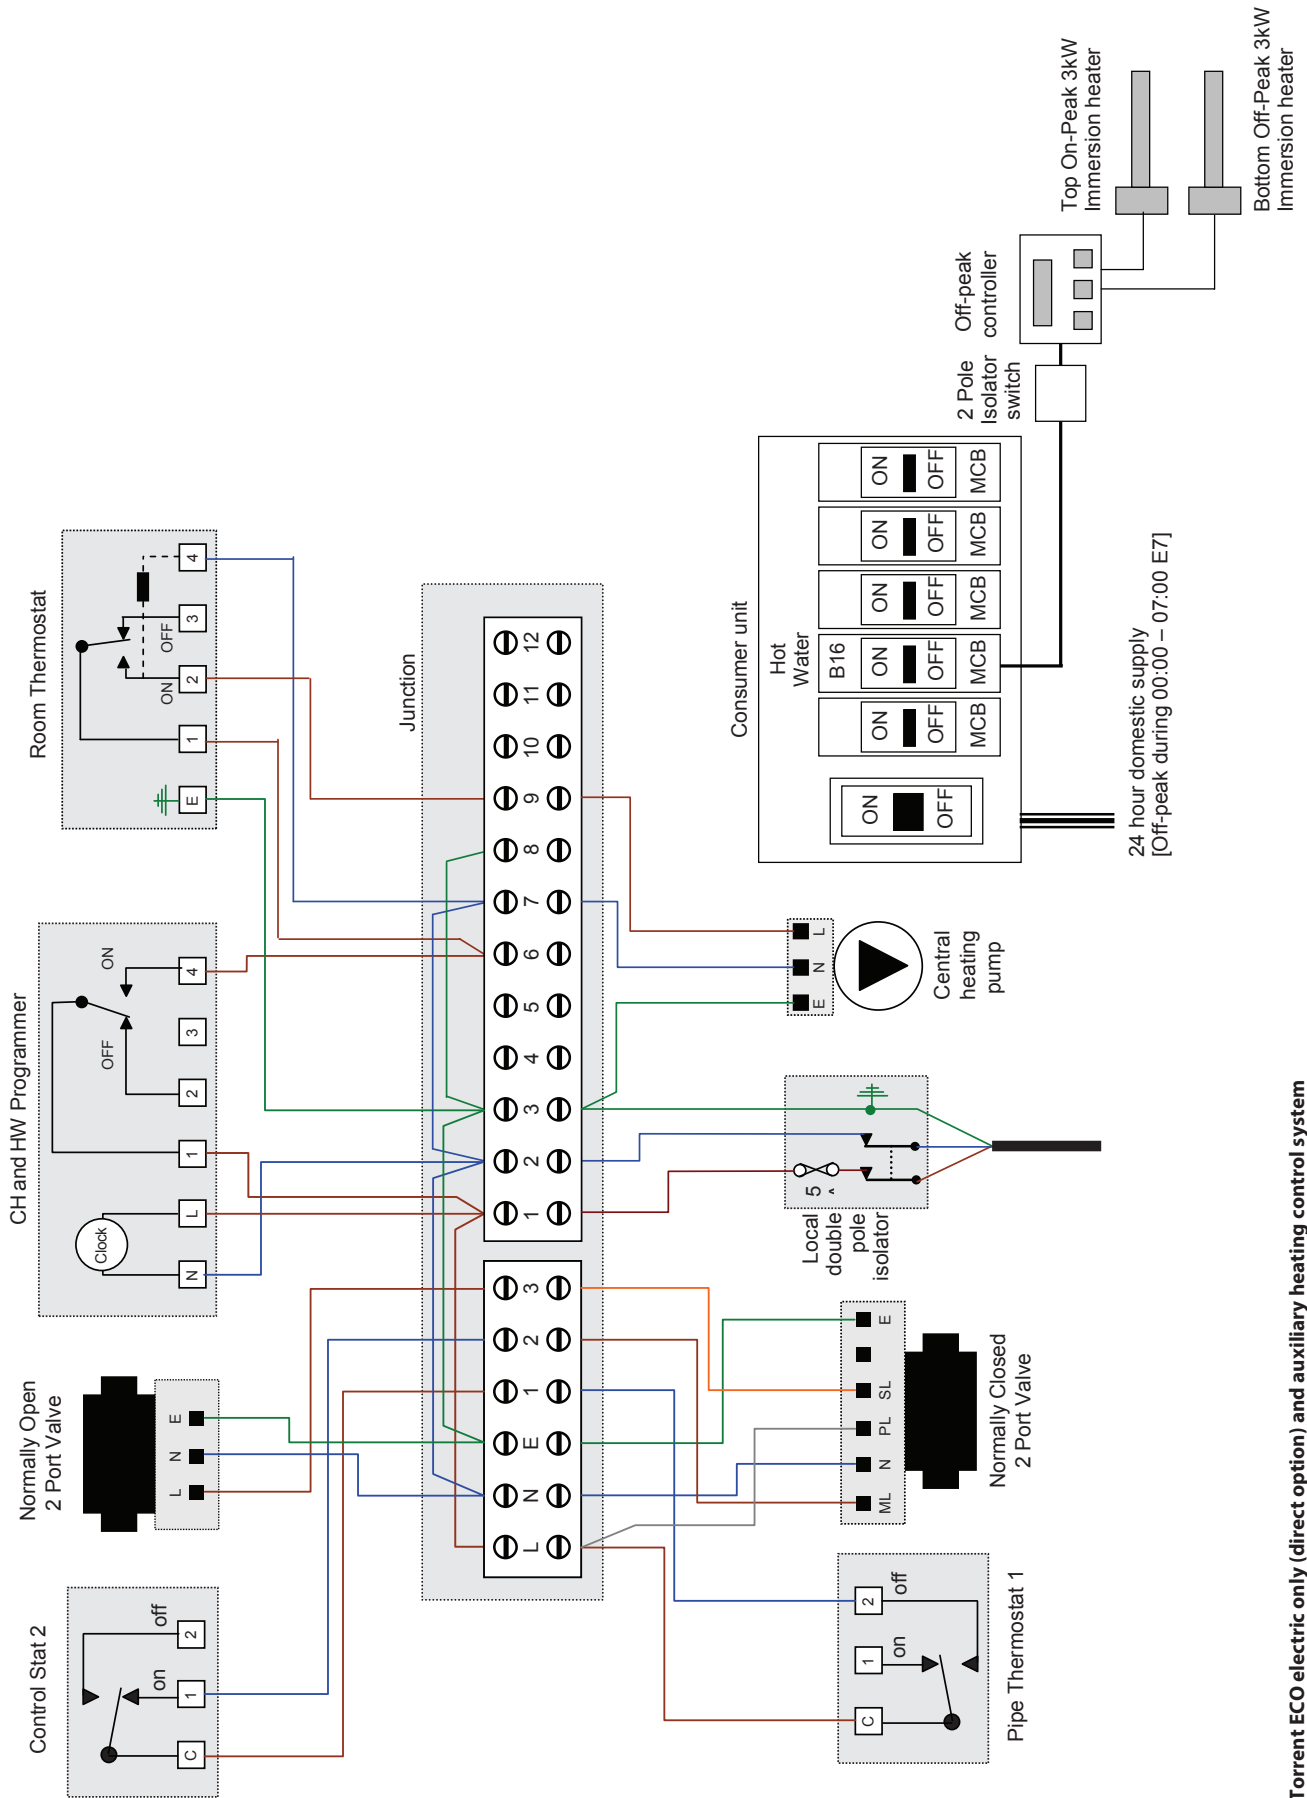 Control Stat 2
C
1
2
on
off
Normally Open
2 Port Valve
L
N
E
CH and HW Programmer
Clock
N
L
1
2
3
4
OFF
ON
Room Thermostat
E
1
2
3
4
ON
OFF
Junction
L
N
E
1
2
3
1
2
3
4
5
6
7
8
9
10
11
12
Pipe Thermostat 1
C
1
2
on
off
Normally Closed
2 Port Valve
ML
N
PL
SL
E
Local
double
pole
isolator
5
Central
heating
pump
E
N
L
Consumer unit
Hot
Water
B16
ON
OFF
ON
OFF
MCB
ON
OFF
MCB
ON
OFF
MCB
ON
OFF
MCB
ON
OFF
MCB
24 hour domestic supply
[Off-peak during 00:00 – 07:00 E7]
2 Pole
Isolator
switch
Off-peak
controller
Top On-Peak 3kW
Immersion heater
Bottom Off-Peak 3kW
Immersion heater
Torrent ECO electric only (direct option) and auxiliary heating control system